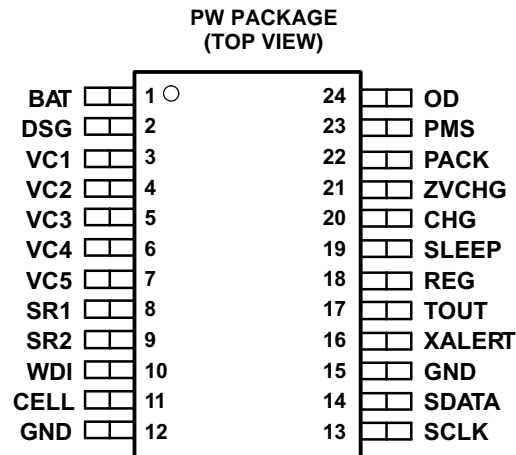 PW PACKAGE
(TOP VIEW)
BAT 1 24 OD
DSG 2 23 PMS
VC1 3 22 PACK
VC2 4 21 ZVCHG
VC3 5 20 CHG
VC4 6 19 SLEEP
VC5 7 18 REG
SR1 8 17 TOUT
SR2 9 16 XALERT
WDI 10 15 GND
CELL 11 14 SDATA
GND 12 13 SCLK